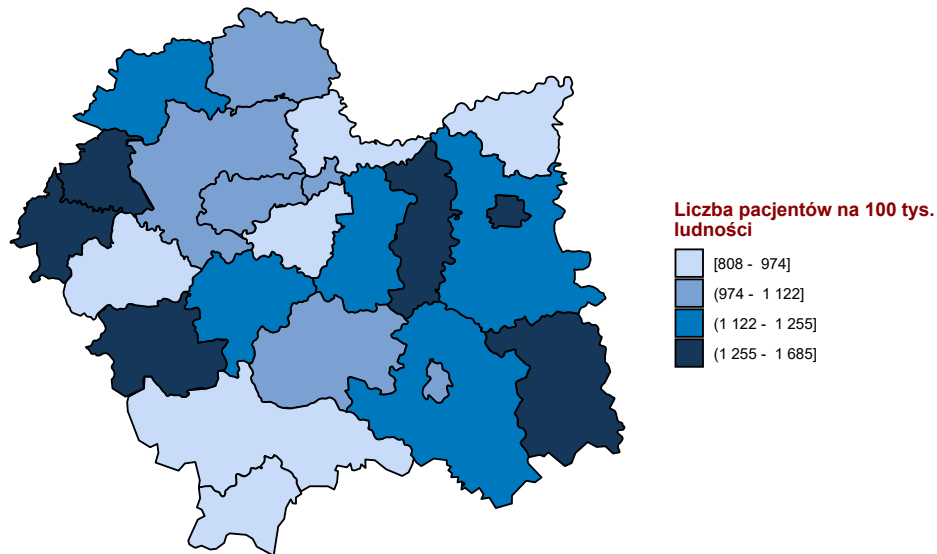 Liczba pacjentów na 100 tys.
ludności
[808 - 974]
(974 - 1 122]
(1 122 - 1 255]
(1 255 - 1 685]